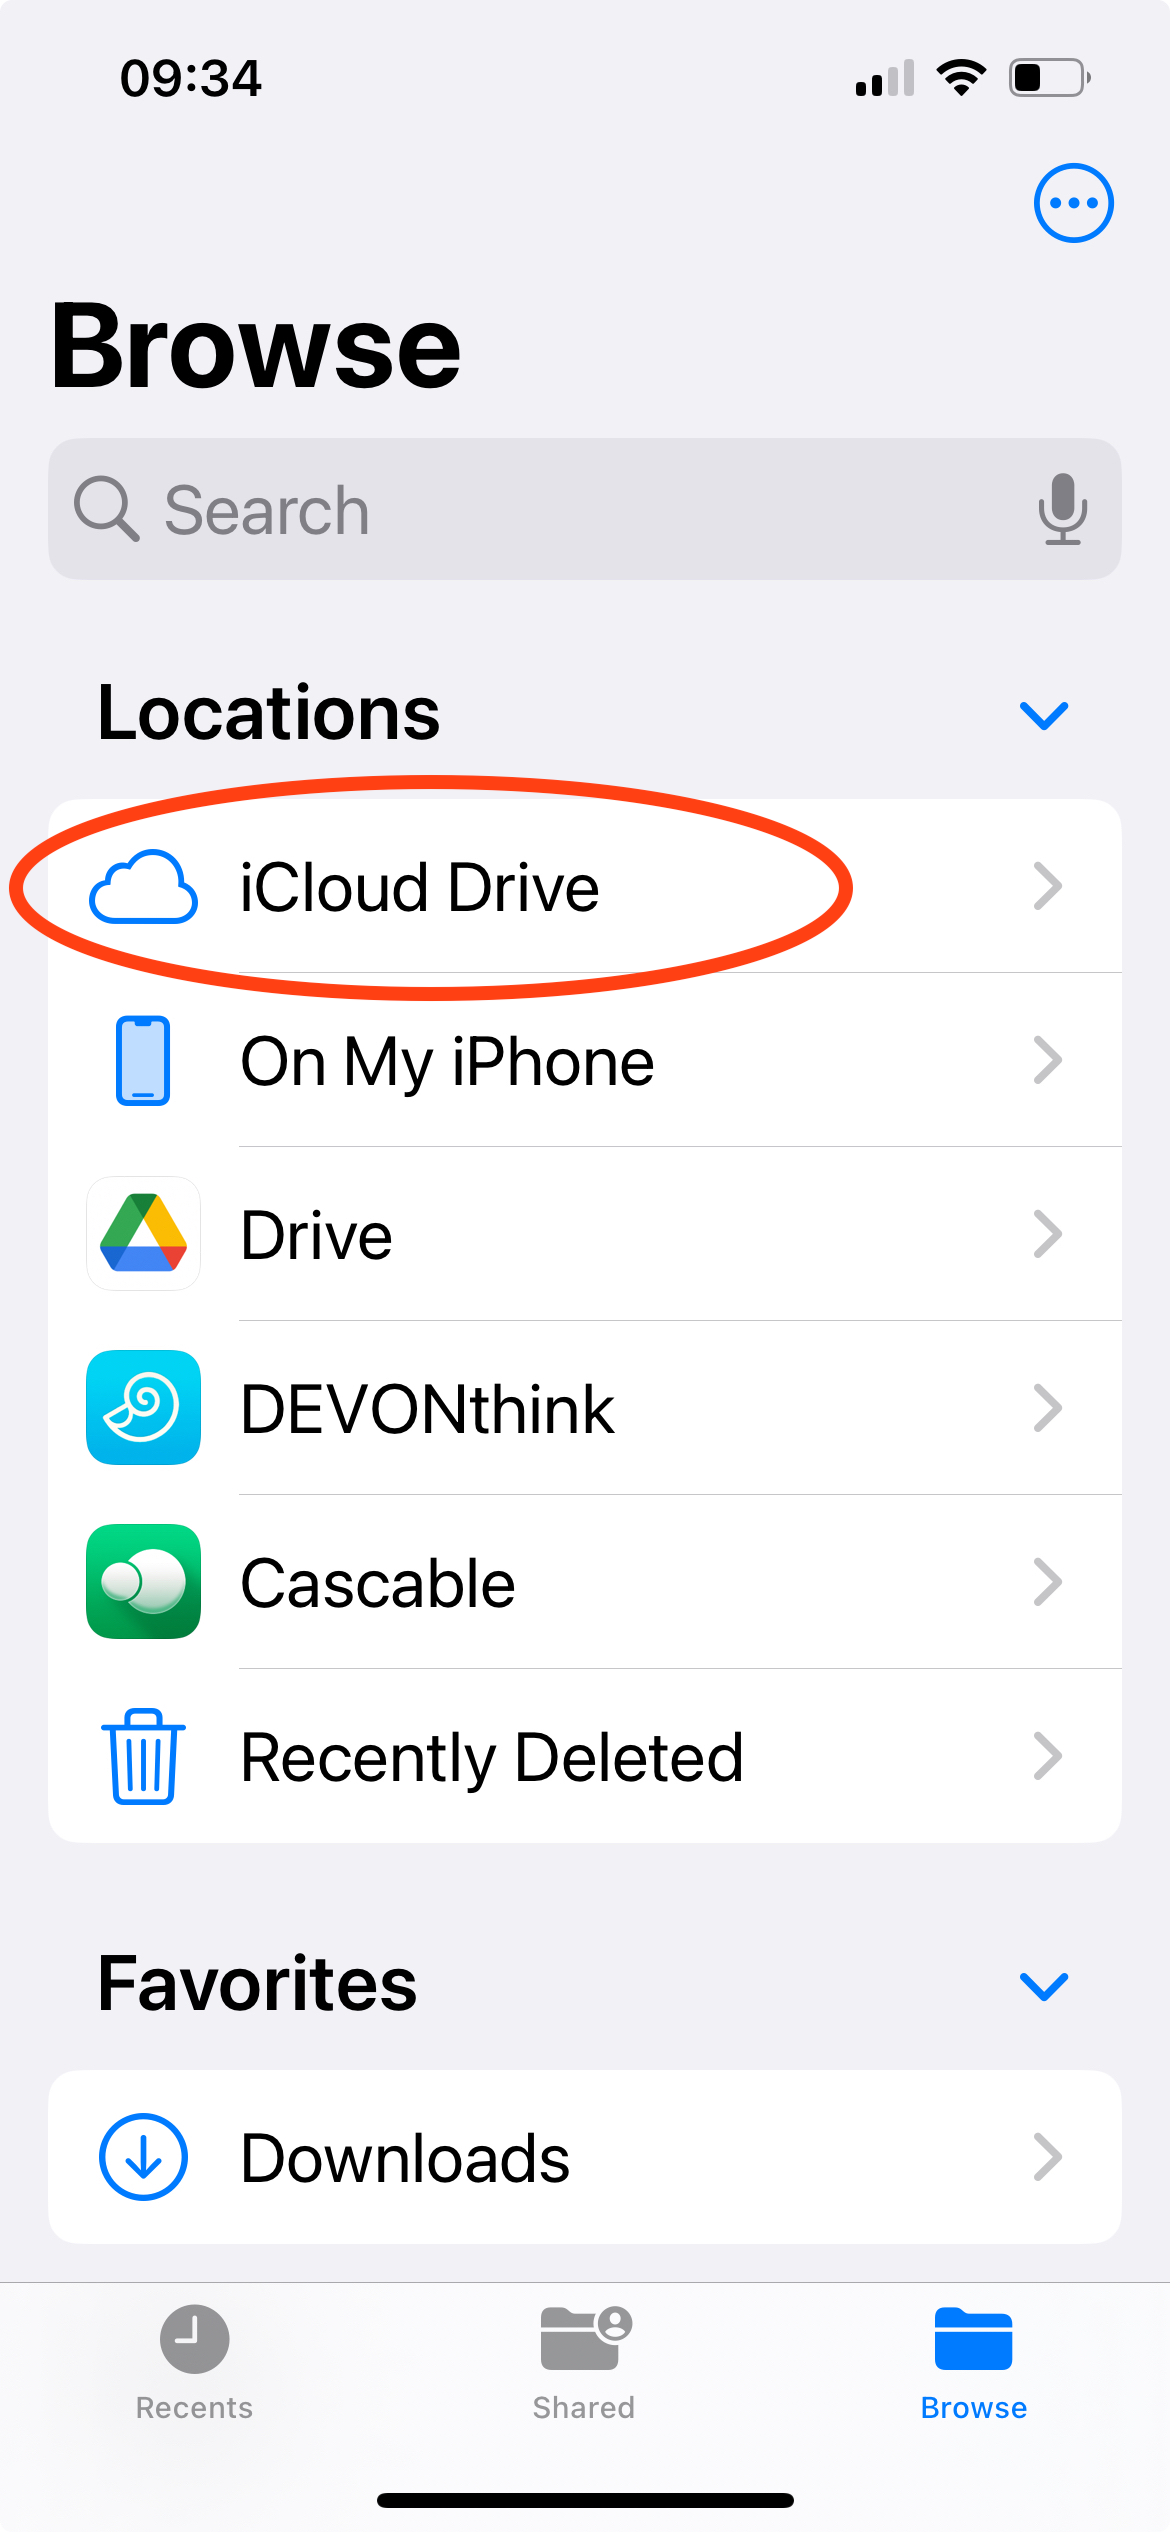 09:34
Browse
Search
Locations
iCloud Drive
On My iPhone
Drive
DEVONthink
Cascable
Recently Deleted
Favorites
Downloads
Recents
Shared
Browse